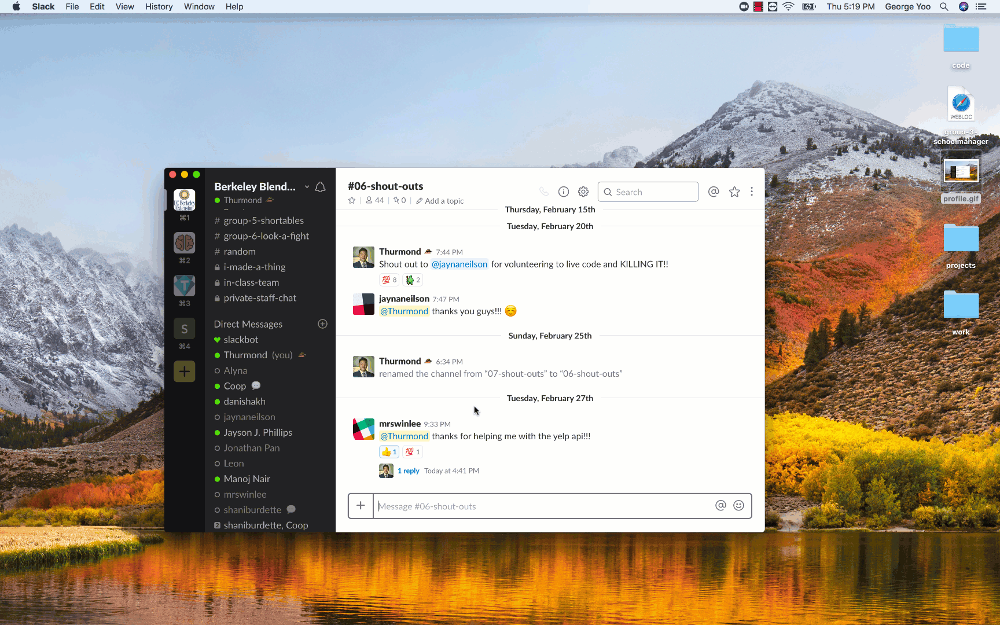 Slack File Edit View History Window Help
Thu 5:19 PM George Yoo
code
WEBLOC
group-3-
schoolmanager
profile.gif
projects
work
UC Berkeley
Extension
⌘1
⌘2
T
⌘3
S
⌘4
Berkeley Blend...
Thurmond
# group-5-shortables
# group-6-look-a-fight
# random
i-made-a-thing
in-class-team
private-staff-chat
Direct Messages
slackbot
Thurmond (you)
Alyna
Coop
danishakh
jaynaneilson
Jayson J. Phillips
Jonathan Pan
Leon
Manoj Nair
mrswinlee
shaniburdette
2 shaniburdette, Coop
#06-shout-outs
44 | 0 | Add a topic
Search
Thursday, February 15th
Tuesday, February 20th
Thurmond 7:44 PM
Shout out to @jaynaneilson for volunteering to live code and KILLING IT!!
💯 8 2
jaynaneilson 7:47 PM
@Thurmond thanks you guys!!! ☺️
Sunday, February 25th
Thurmond 6:34 PM
renamed the channel from “07-shout-outs” to “06-shout-outs”
Tuesday, February 27th
mrswinlee 9:33 PM
@Thurmond thanks for helping me with the yelp api!!!
👍 1 💯 1
1 reply Today at 4:41 PM
Message #06-shout-outs